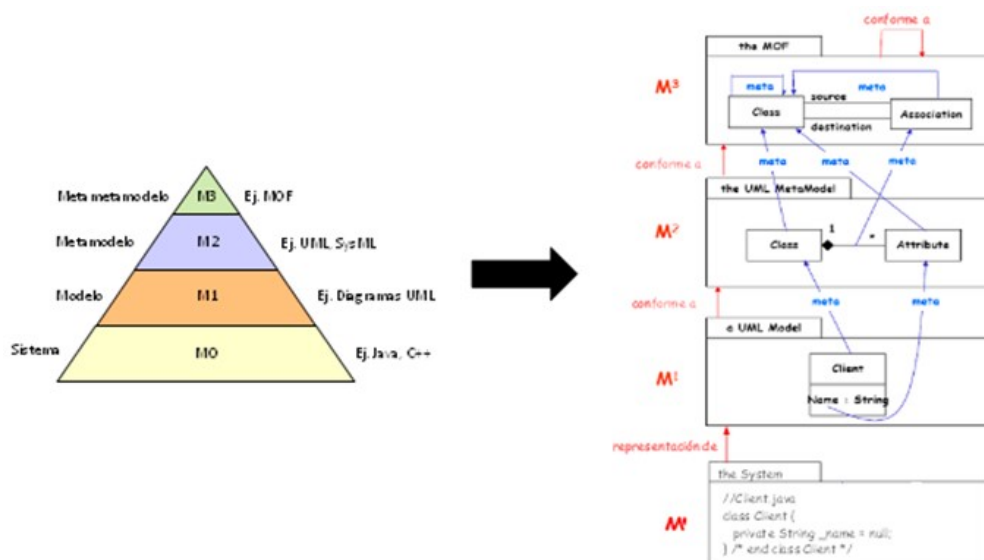 Meta metamodelo
M3
Ej. MOF
Metamodelo
M2
Ej. UML, SysML
Modelo
M1
Ej. Diagramas UML
Sistema
M0
Ej. Java, C++
conforme a
the MOF
M3
meta
meta
source
Class
Association
destination
conforme a
meta
meta
meta
the UML MetaModel
M2
1
*
Class
Attribute
conforme a
meta
meta
a UML Model
M1
Client
Name : String
representación de
the System
//Client.java
class Client {
private String _name = null;
} /* end class Client */